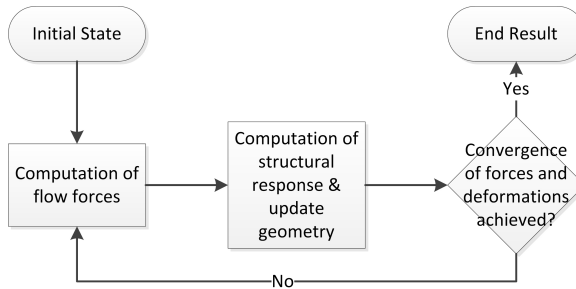 Initial State
End Result
Yes
Computation of
flow forces
Computation of
structural
response &
update
geometry
Convergence
of forces and
deformations
achieved?
No